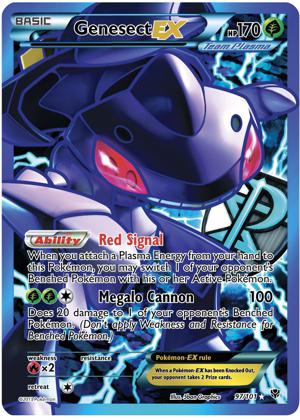 BASIC
Genesect EX
HP 170
Team Plasma
Ability Red Signal
When you attach a Plasma Energy from your hand to
this Pokémon, you may switch 1 of your opponent's
Benched Pokémon with his or her Active Pokémon.
Megalo Cannon 100
Does 20 damage to 1 of your opponent's Benched
Pokémon. (Don't apply Weakness and Resistance for
Benched Pokémon.)
weakness
×2
resistance
retreat
Pokémon-EX rule
When a Pokémon-EX has been Knocked Out,
your opponent takes 2 Prize cards.
©2013 Pokémon
Illus. 5ban Graphics
97/101